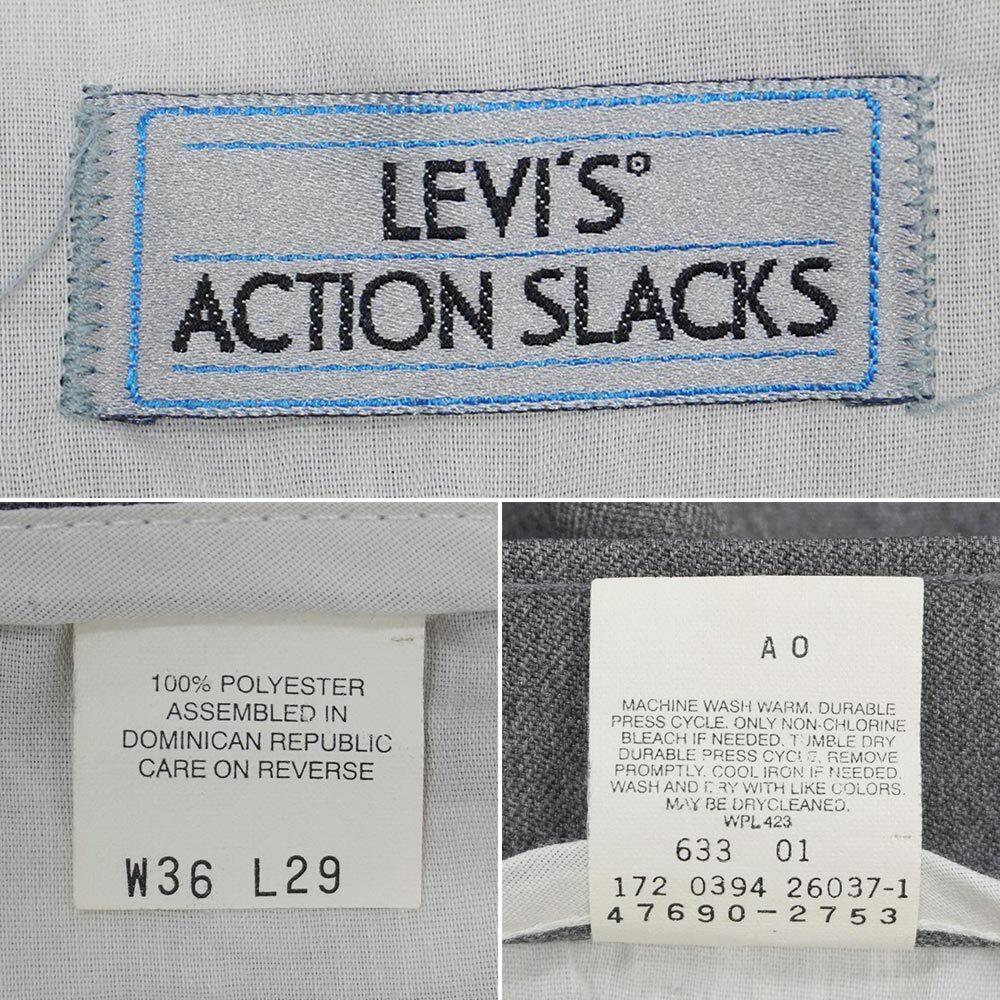 LEVI'S®
ACTION SLACKS
100% POLYESTER
ASSEMBLED IN
DOMINICAN REPUBLIC
CARE ON REVERSE
W36 L29
A0
MACHINE WASH WARM. DURABLE
PRESS CYCLE. ONLY NON-CHLORINE
BLEACH IF NEEDED. TUMBLE DRY
DURABLE PRESS CYCLE, REMOVE
PROMPTLY. COOL IRON IF NEEDED.
WASH AND DRY WITH LIKE COLORS.
MAY BE DRYCLEANED.
WPL 423
633 01
172 0394 26037-1
47690-2753